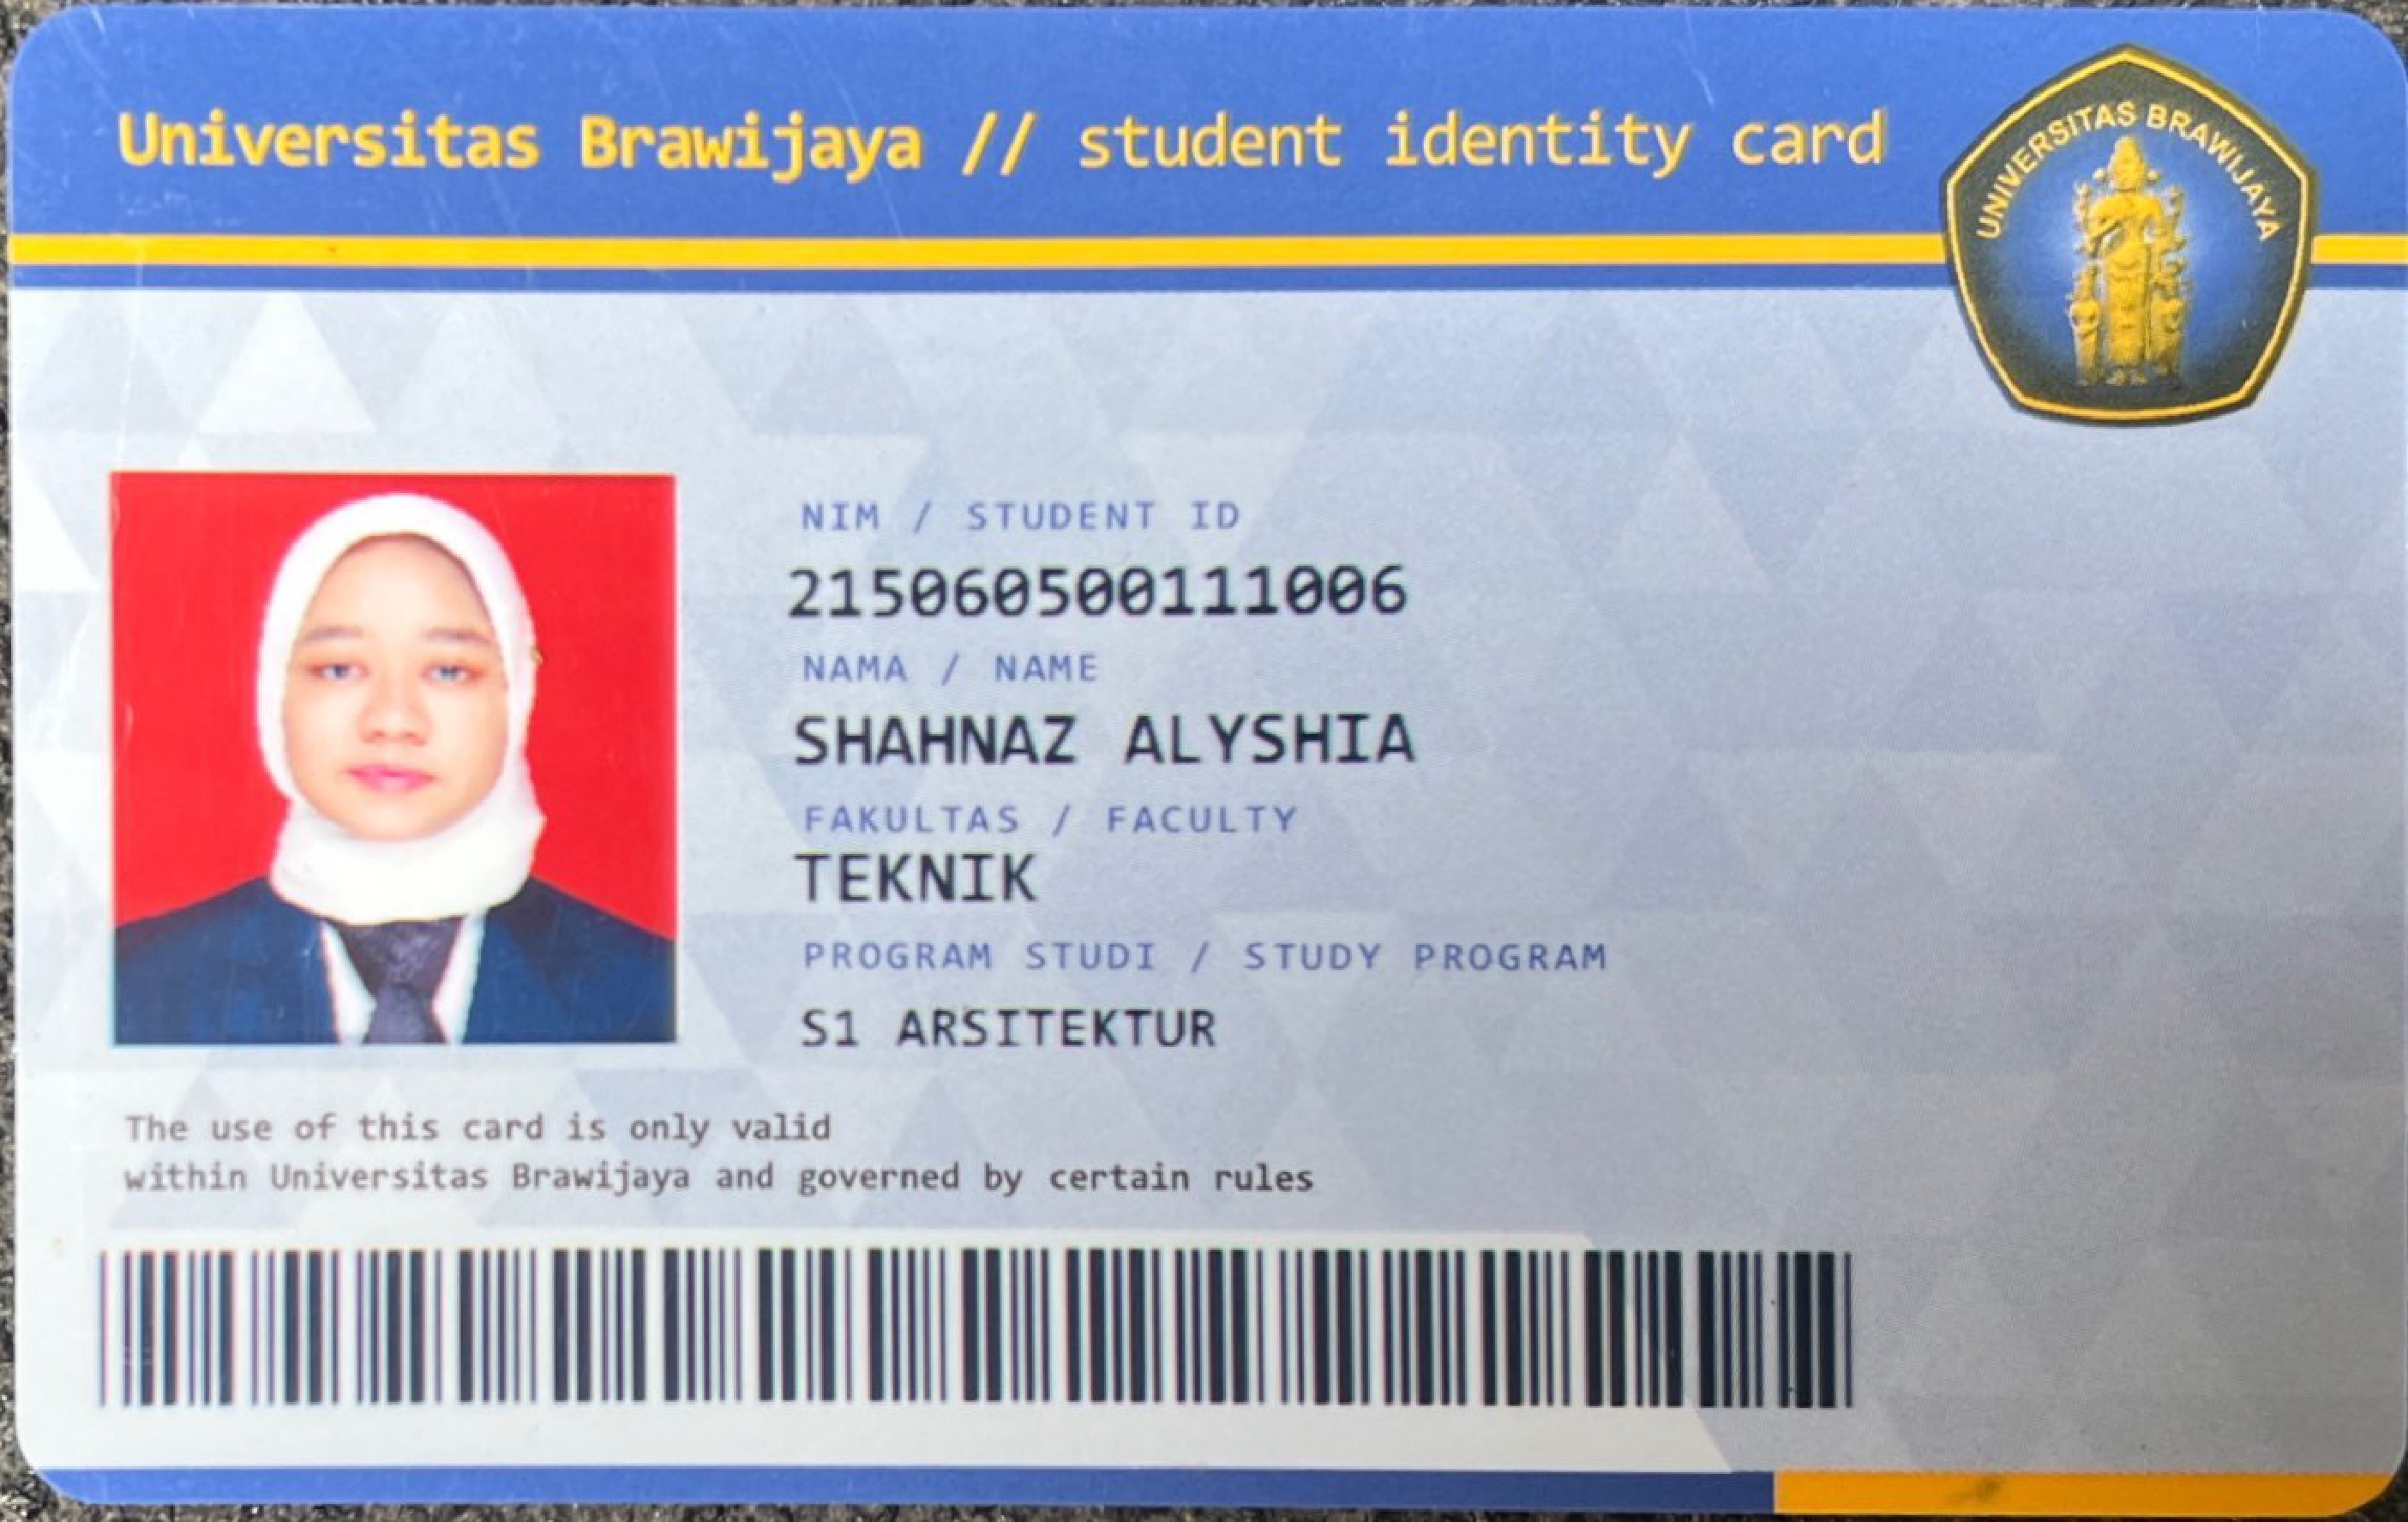 Universitas Brawijaya // student identity card
UNIVERSITAS BRAWIJAYA
NIM / STUDENT ID
215060500111006
NAMA / NAME
SHAHNAZ ALYSHIA
FAKULTAS / FACULTY
TEKNIK
PROGRAM STUDI / STUDY PROGRAM
S1 ARSITEKTUR
The use of this card is only valid
within Universitas Brawijaya and governed by certain rules